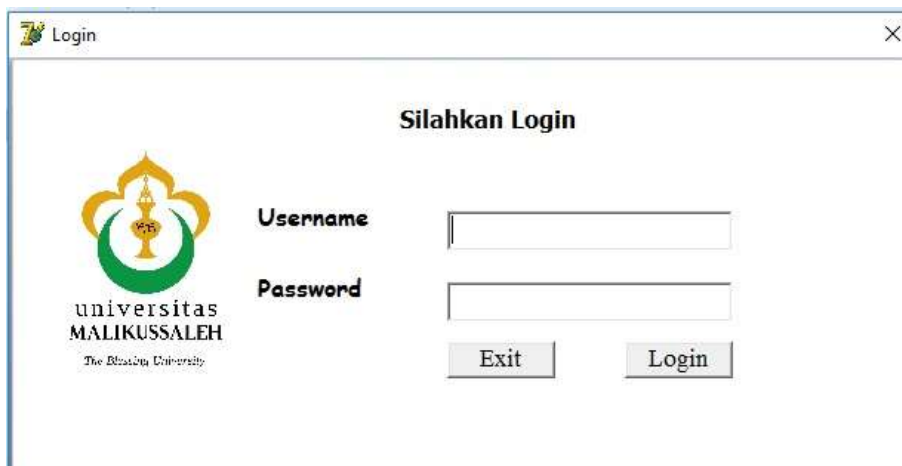 Login
Silahkan Login
Username
Password
universitas
MALIKUSSALEH
The Blessing University
Exit
Login